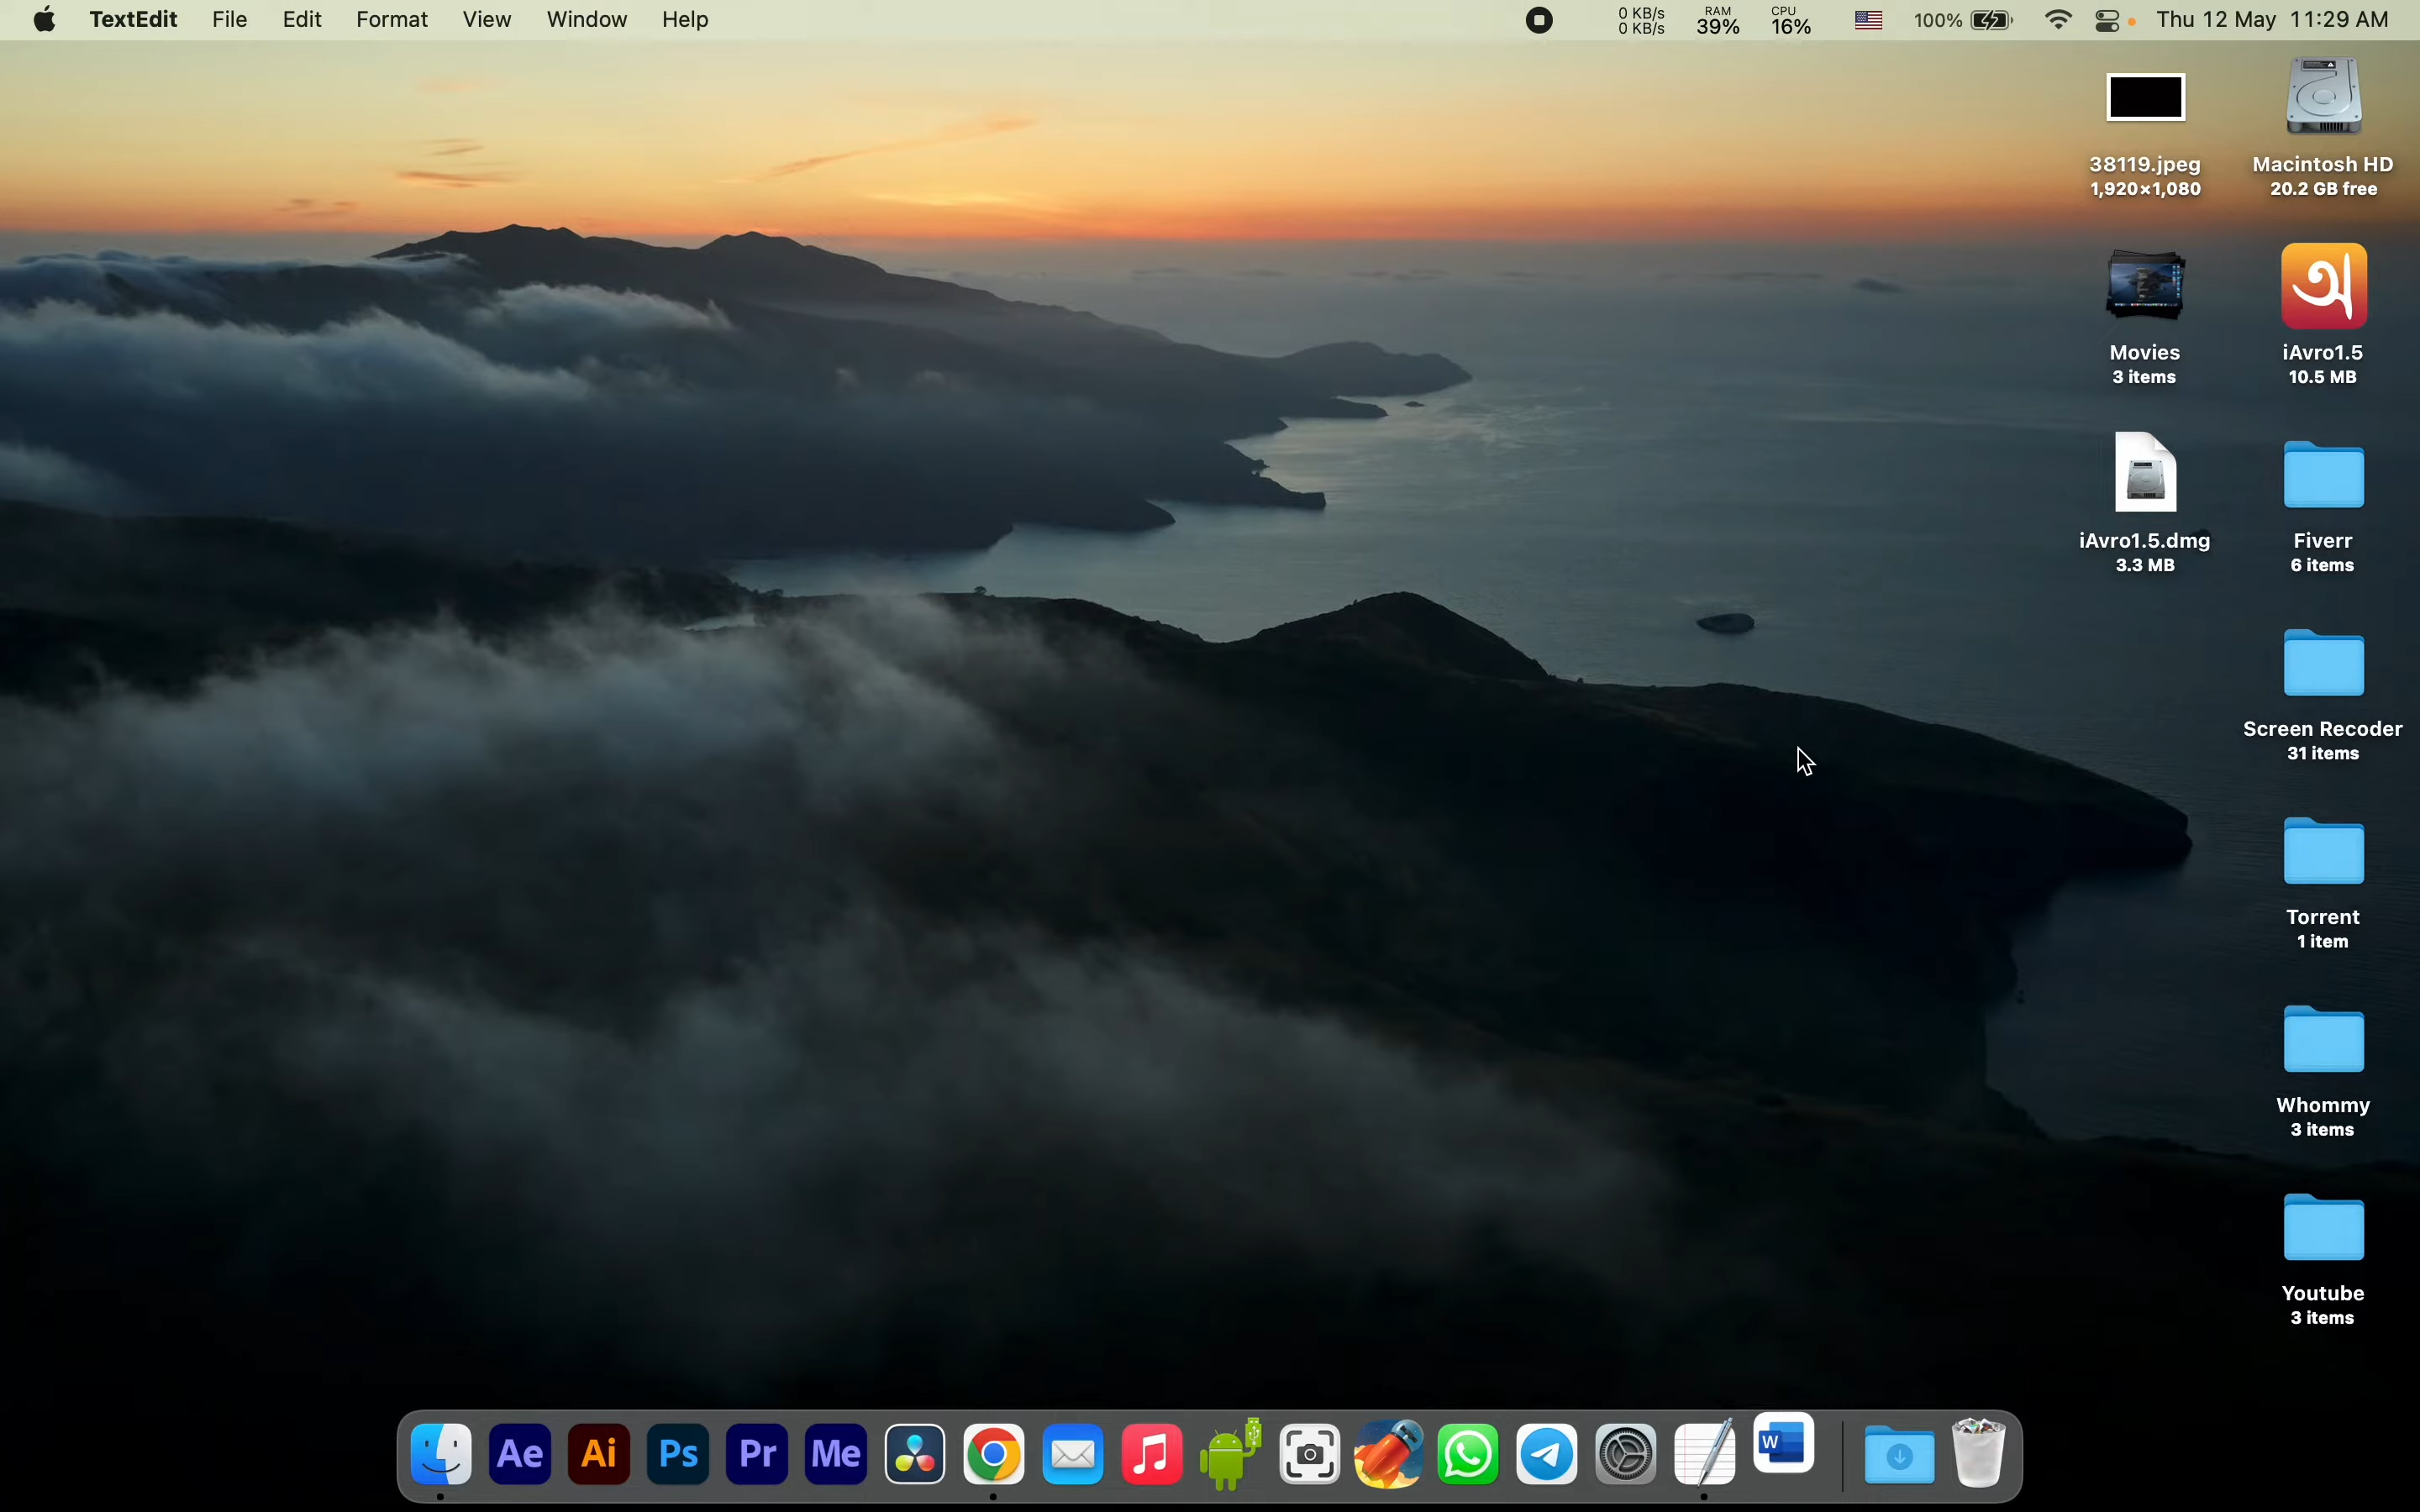 TextEdit File Edit Format View Window Help
0 KB/s
0 KB/s
RAM
39%
CPU
16%
100%
Thu 12 May 11:29 AM
38119.jpeg
1,920×1,080
Macintosh HD
20.2 GB free
Movies
3 items
iAvro1.5
10.5 MB
iAvro1.5.dmg
3.3 MB
Fiverr
6 items
Screen Recoder
31 items
Torrent
1 item
Whommy
3 items
Youtube
3 items
অ
Ae Ai Ps Pr Me W